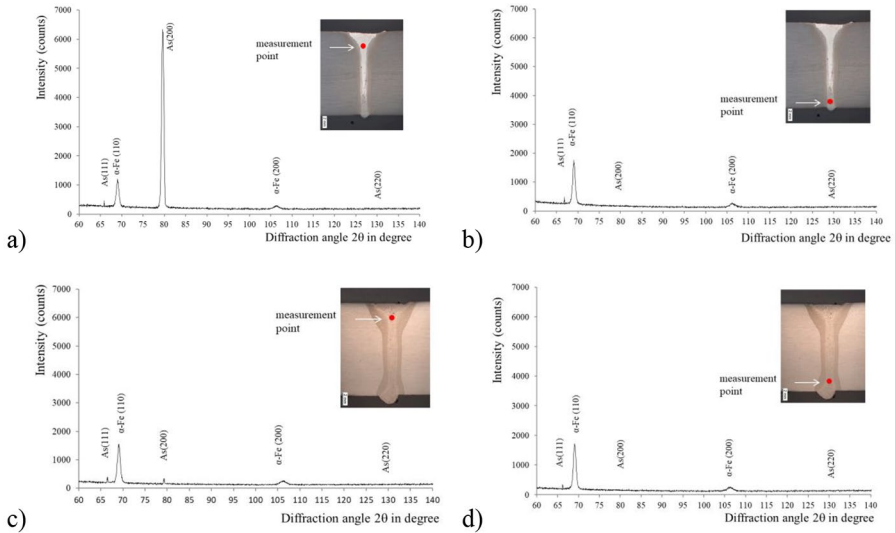 Intensity (counts)
7000
6000
5000
4000
3000
2000
1000
0
As(111)
α-Fe (110)
As(200)
α-Fe (200)
As(220)
measurement
point
60 65 70 75 80 85 90 95 100 105 110 115 120 125 130 135 140
Diffraction angle 2θ in degree
a)
Intensity (counts)
7000
6000
5000
4000
3000
2000
1000
0
As(111)
α-Fe (110)
As(200)
α-Fe (200)
As(220)
measurement
point
60 65 70 75 80 85 90 95 100 105 110 115 120 125 130 135 140
Diffraction angle 2θ in degree
b)
Intensity (counts)
7000
6000
5000
4000
3000
2000
1000
0
As(111)
α-Fe (110)
As(200)
α-Fe (200)
As(220)
measurement
point
60 65 70 75 80 85 90 95 100 105 110 115 120 125 130 135 140
Diffraction angle 2θ in degree
c)
Intensity (counts)
7000
6000
5000
4000
3000
2000
1000
0
As(111)
α-Fe (110)
As(200)
α-Fe (200)
As(220)
measurement
point
60 65 70 75 80 85 90 95 100 105 110 115 120 125 130 135 140
Diffraction angle 2θ in degree
d)